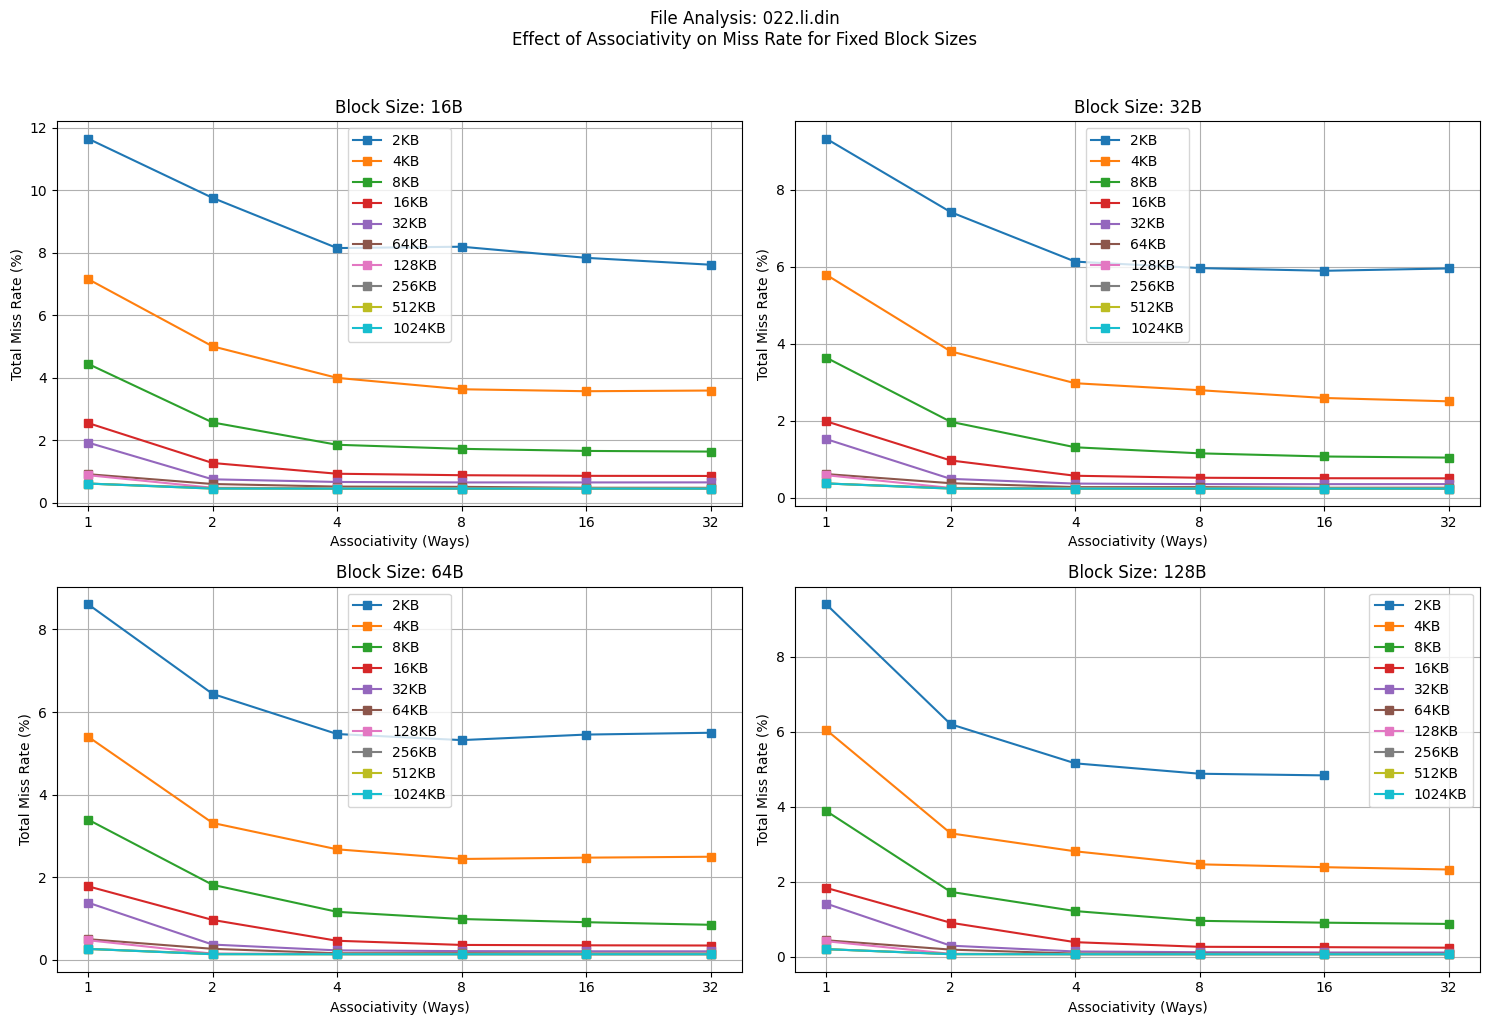 File Analysis: 022.li.din
Effect of Associativity on Miss Rate for Fixed Block Sizes
Block Size: 16B
Total Miss Rate (%)
12
10
8
6
4
2
0
2KB
4KB
8KB
16KB
32KB
64KB
128KB
256KB
512KB
1024KB
1 2 4 8 16 32
Associativity (Ways)
Block Size: 32B
Total Miss Rate (%)
8
6
4
2
0
2KB
4KB
8KB
16KB
32KB
64KB
128KB
256KB
512KB
1024KB
1 2 4 8 16 32
Associativity (Ways)
Block Size: 64B
Total Miss Rate (%)
8
6
4
2
0
2KB
4KB
8KB
16KB
32KB
64KB
128KB
256KB
512KB
1024KB
1 2 4 8 16 32
Associativity (Ways)
Block Size: 128B
Total Miss Rate (%)
8
6
4
2
0
2KB
4KB
8KB
16KB
32KB
64KB
128KB
256KB
512KB
1024KB
1 2 4 8 16 32
Associativity (Ways)